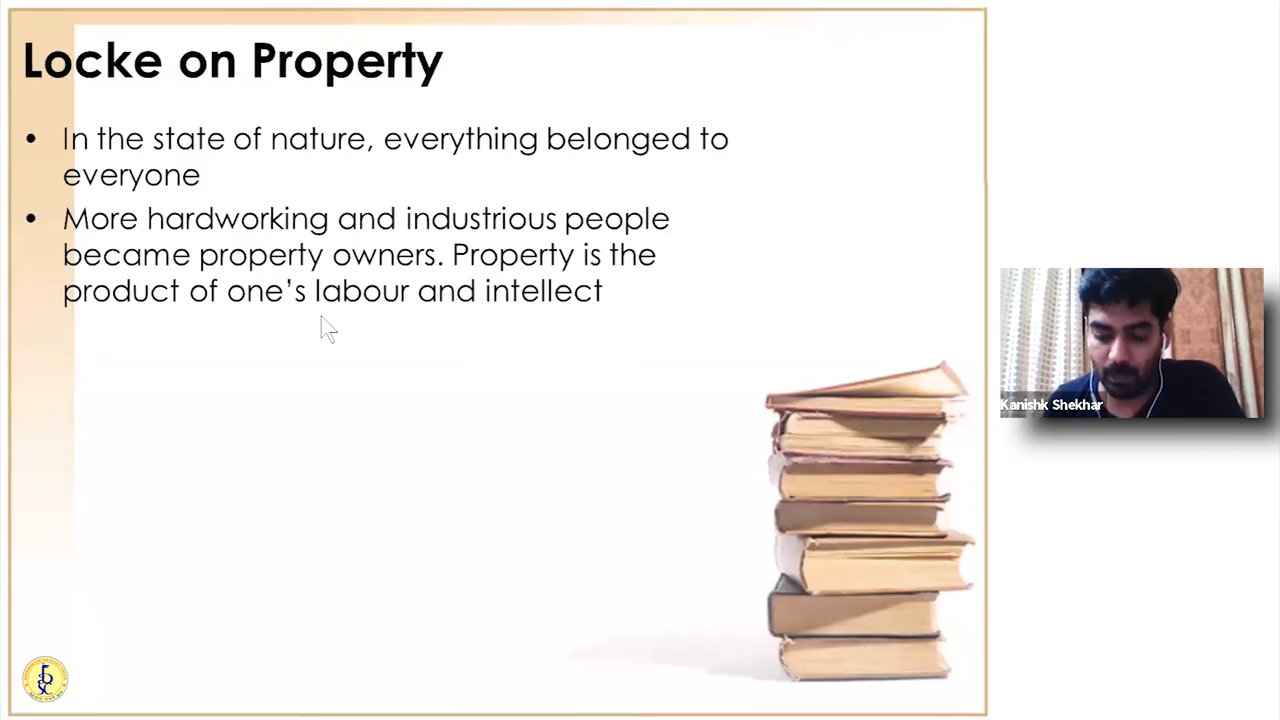 Locke on Property
• In the state of nature, everything belonged to
everyone
• More hardworking and industrious people
became property owners. Property is the
product of one's labour and intellect
Kanishk Shekhar